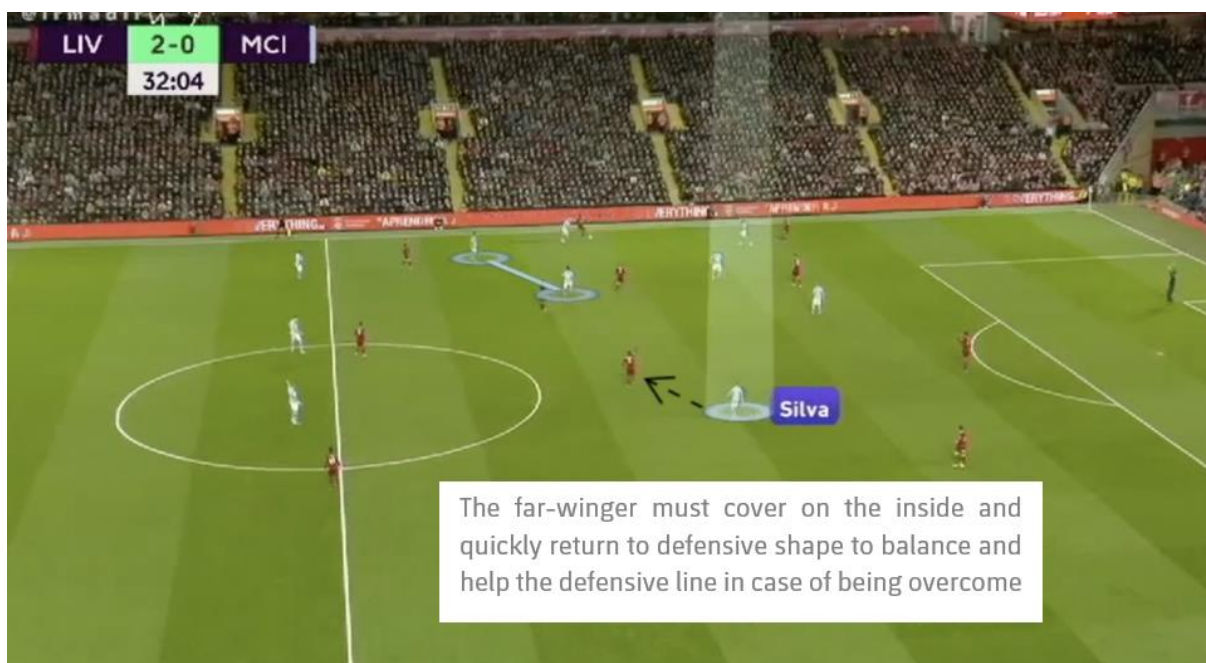 LIV 2-0 MCI
32:04
EVERYTHING
Silva
The far-winger must cover on the inside and
quickly return to defensive shape to balance and
help the defensive line in case of being overcome